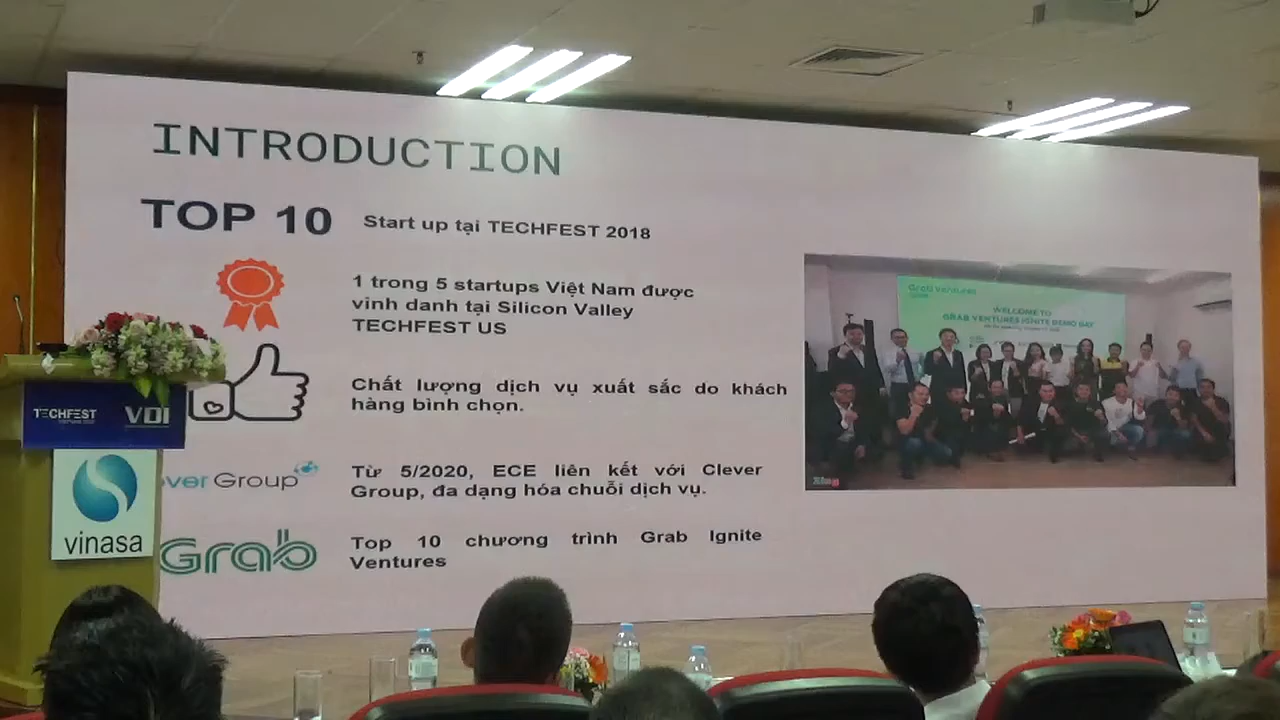 INTRODUCTION
TOP 10
Start up tại TECHFEST 2018
1 trong 5 startups Việt Nam được
vinh danh tại Silicon Valley
TECHFEST US
Chất lượng dịch vụ xuất sắc do khách
hàng bình chọn.
ver Group
Từ 5/2020, ECE liên kết với Clever
Group, đa dạng hóa chuỗi dịch vụ.
Grab
Top 10 chương trình Grab Ignite
Ventures
Grab Ventures
WELCOME TO
GRAB VENTURES IGNITE DEMO DAY
TECHFEST
VDI
vinasa